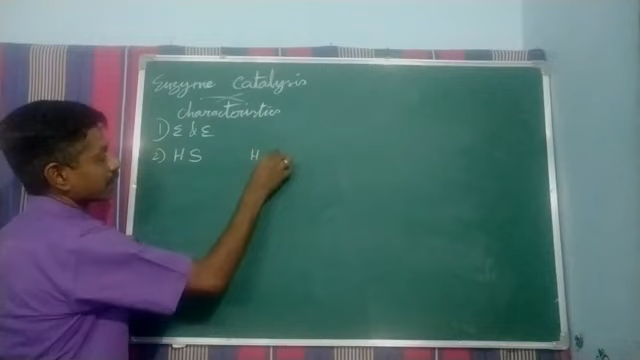 Enzyme Catalysis
characteristics
1) E & E
2) H S H